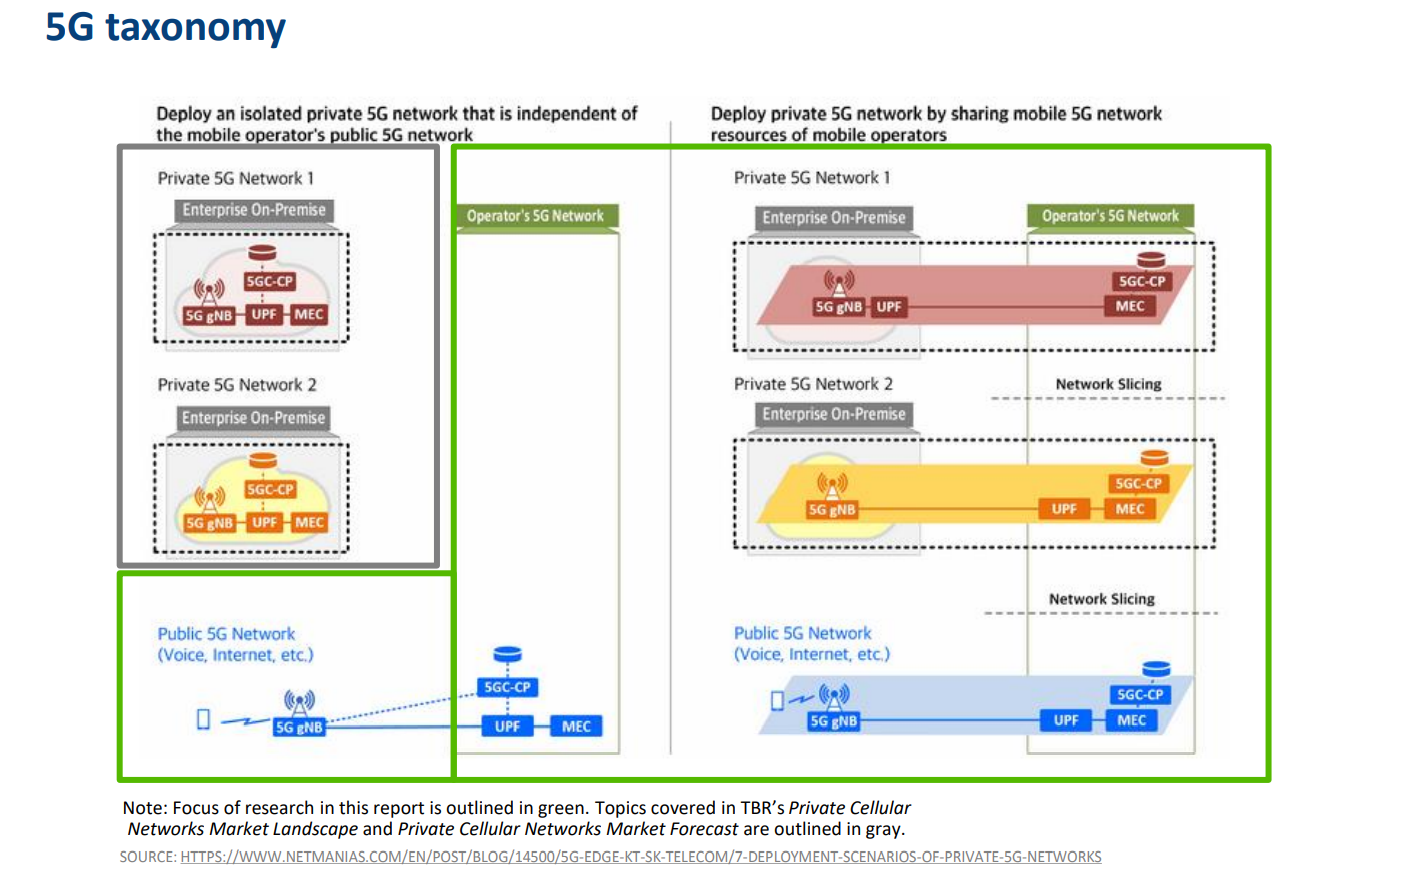 5G taxonomy
Deploy an isolated private 5G network that is independent of
the mobile operator's public 5G network
Private 5G Network 1
Enterprise On-Premise
Operator's 5G Network
5GC-CP
5G gNB
UPF
MEC
Private 5G Network 2
Enterprise On-Premise
5GC-CP
5G gNB
UPF
MEC
Public 5G Network
(Voice, Internet, etc.)
5GC-CP
5G gNB
UPF
MEC
Deploy private 5G network by sharing mobile 5G network
resources of mobile operators
Private 5G Network 1
Enterprise On-Premise
Operator's 5G Network
5GC-CP
5G gNB
UPF
MEC
Private 5G Network 2
Network Slicing
Enterprise On-Premise
5GC-CP
5G gNB
UPF
MEC
Network Slicing
Public 5G Network
(Voice, Internet, etc.)
5GC-CP
5G gNB
UPF
MEC
Note: Focus of research in this report is outlined in green. Topics covered in TBR's Private Cellular
Networks Market Landscape and Private Cellular Networks Market Forecast are outlined in gray.
SOURCE: HTTPS://WWW.NETMANIAS.COM/EN/POST/BLOG/14500/5G-EDGE-KT-SK-TELECOM/7-DEPLOYMENT-SCENARIOS-OF-PRIVATE-5G-NETWORKS